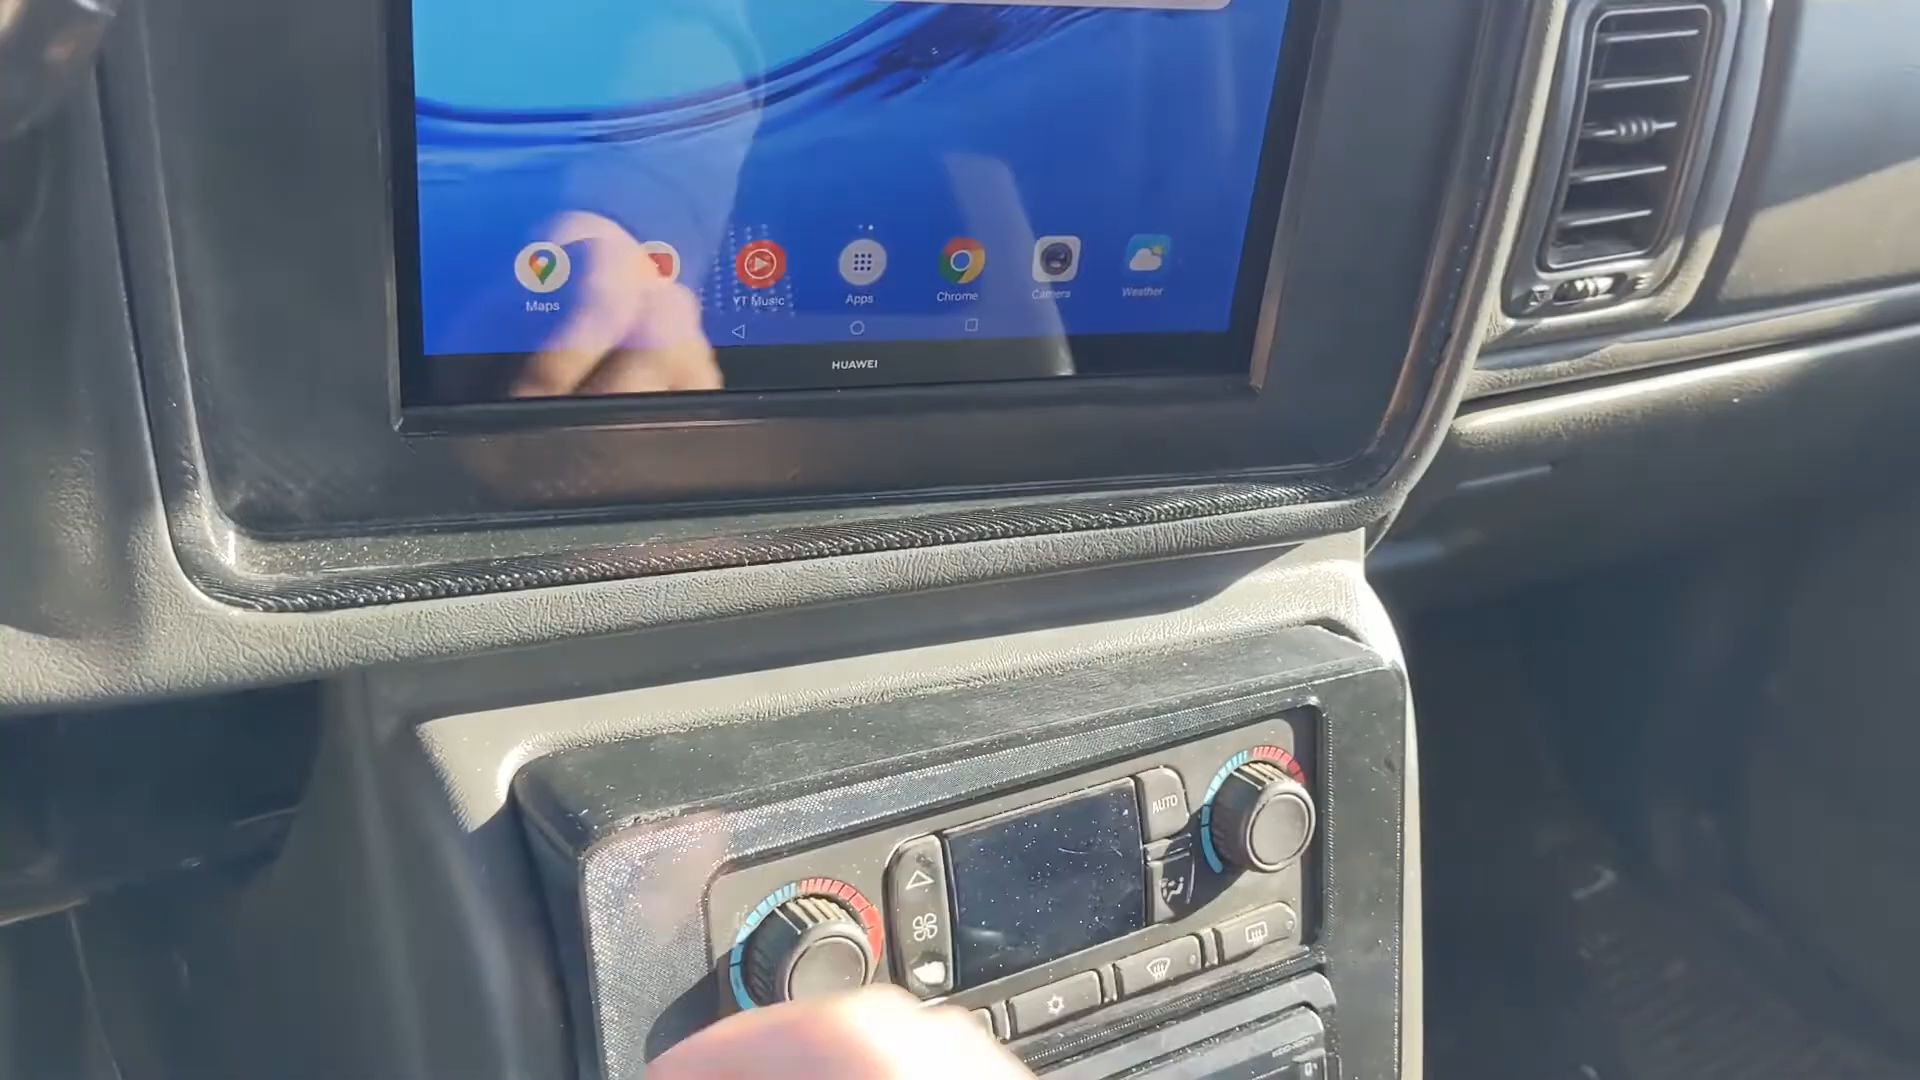 Maps
YT Music
Apps
Chrome
Camera
Weather
HUAWEI
AUTO